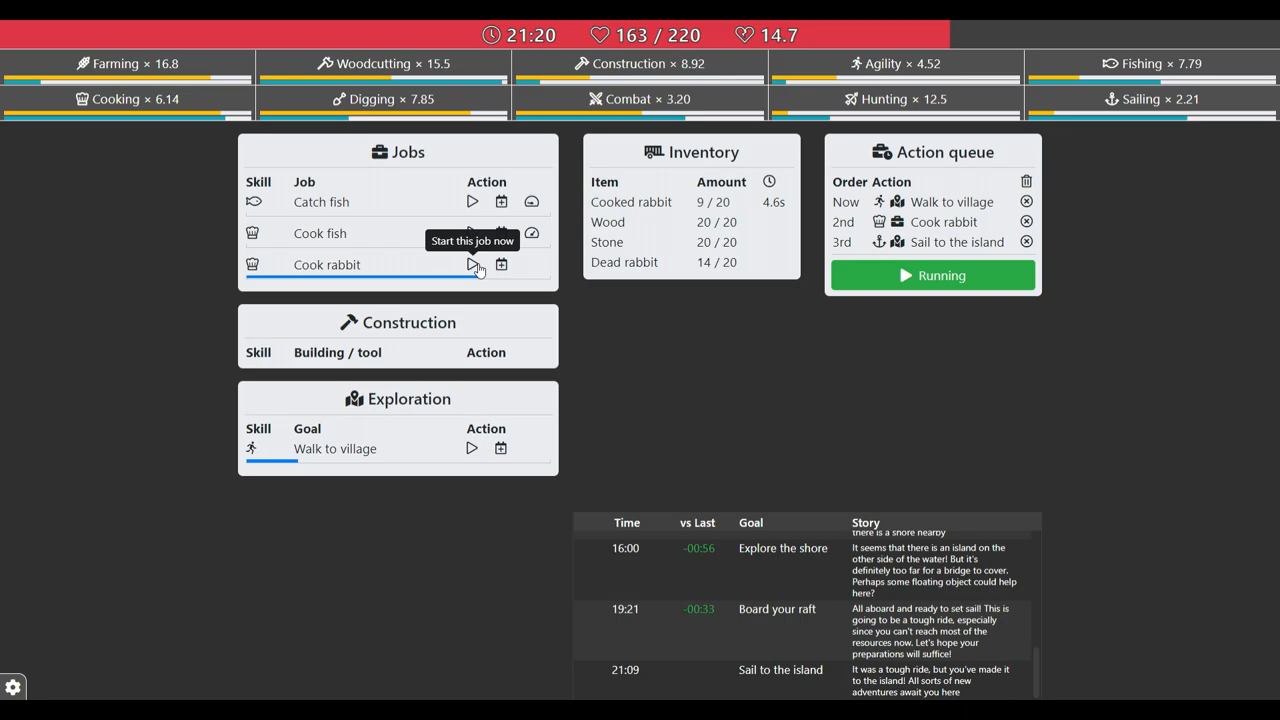 21:20 163 / 220 14.7
Farming × 16.8 Woodcutting × 15.5 Construction × 8.92 Agility × 4.52 Fishing × 7.79
Cooking × 6.14 Digging × 7.85 Combat × 3.20 Hunting × 12.5 Sailing × 2.21
Jobs
Skill Job Action
Catch fish
Cook fish
Start this job now
Cook rabbit
Construction
Skill Building / tool Action
Exploration
Skill Goal Action
Walk to village
Inventory
Item Amount
Cooked rabbit 9 / 20 4.6s
Wood 20 / 20
Stone 20 / 20
Dead rabbit 14 / 20
Action queue
Order Action
Now Walk to village
2nd Cook rabbit
3rd Sail to the island
Running
Time vs Last Goal Story
there is a shore nearby
16:00 -00:56 Explore the shore It seems that there is an island on the
other side of the water! But it's
definitely too far for a bridge to cover.
Perhaps some floating object could help
here?
19:21 -00:33 Board your raft All aboard and ready to set sail! This is
going to be a tough ride, especially
since you can't reach most of the
resources now. Let's hope your
preparations will suffice!
21:09 Sail to the island It was a tough ride, but you've made it
to the island! All sorts of new
adventures await you here